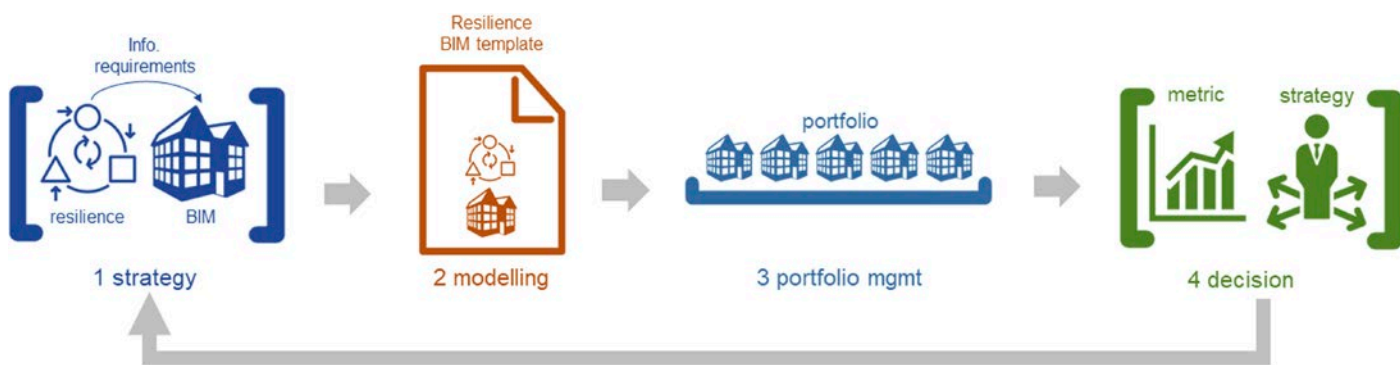 Info.
requirements
resilience
BIM
1 strategy
Resilience
BIM template
2 modelling
portfolio
3 portfolio mgmt
metric
strategy
4 decision